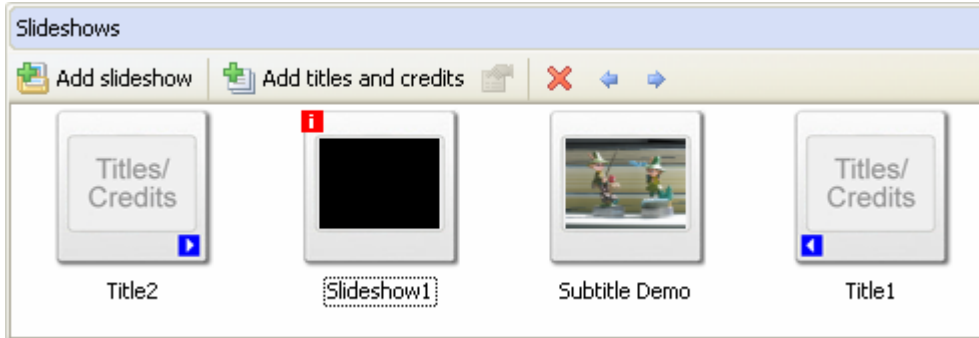 Slideshows
Add slideshow Add titles and credits
Titles/
Credits
i
Titles/
Credits
Title2 Slideshow1 Subtitle Demo Title1